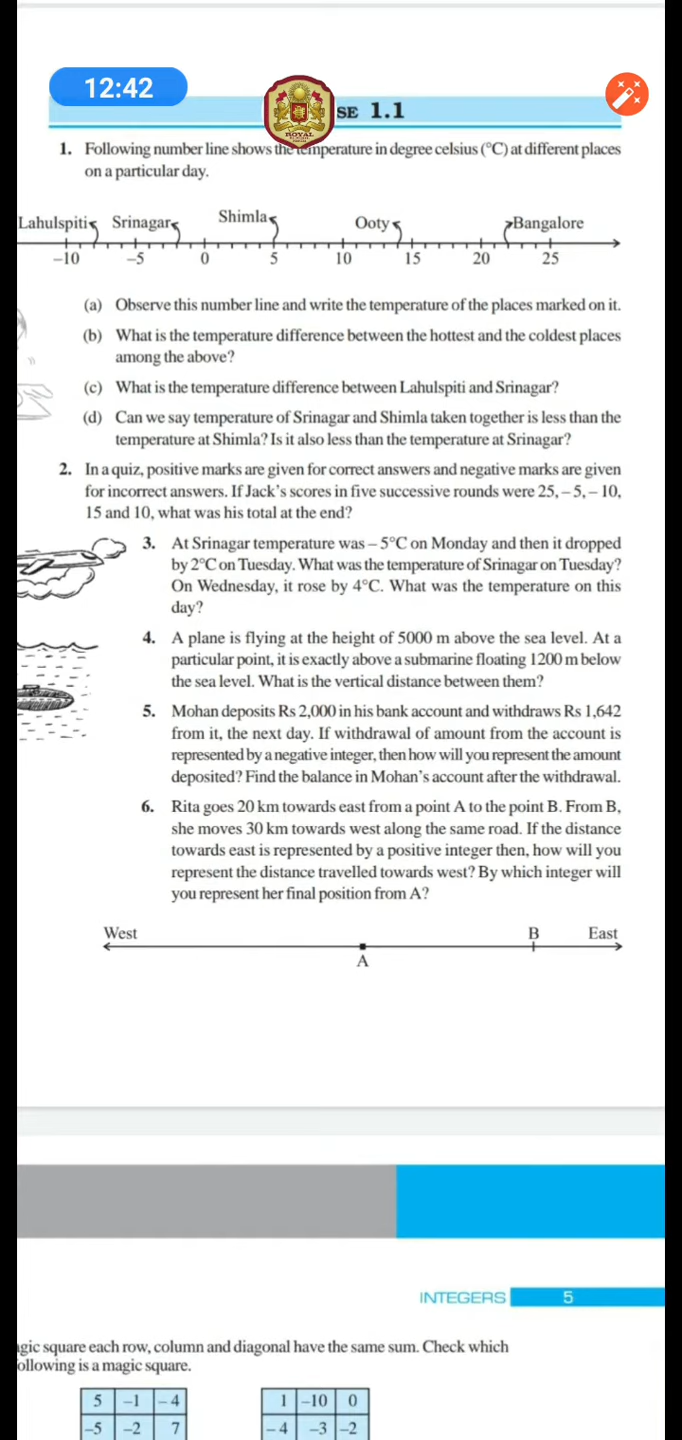 12:42
SE 1.1
ROYAL
1. Following number line shows the temperature in degree celsius (°C) at different places
on a particular day.
Lahulspiti Srinagar Shimla Ooty Bangalore
–10 –5 0 5 10 15 20 25
(a) Observe this number line and write the temperature of the places marked on it.
(b) What is the temperature difference between the hottest and the coldest places
among the above?
(c) What is the temperature difference between Lahulspiti and Srinagar?
(d) Can we say temperature of Srinagar and Shimla taken together is less than the
temperature at Shimla? Is it also less than the temperature at Srinagar?
2. In a quiz, positive marks are given for correct answers and negative marks are given
for incorrect answers. If Jack’s scores in five successive rounds were 25, – 5, – 10,
15 and 10, what was his total at the end?
3. At Srinagar temperature was – 5°C on Monday and then it dropped
by 2°C on Tuesday. What was the temperature of Srinagar on Tuesday?
On Wednesday, it rose by 4°C. What was the temperature on this
day?
4. A plane is flying at the height of 5000 m above the sea level. At a
particular point, it is exactly above a submarine floating 1200 m below
the sea level. What is the vertical distance between them?
5. Mohan deposits Rs 2,000 in his bank account and withdraws Rs 1,642
from it, the next day. If withdrawal of amount from the account is
represented by a negative integer, then how will you represent the amount
deposited? Find the balance in Mohan’s account after the withdrawal.
6. Rita goes 20 km towards east from a point A to the point B. From B,
she moves 30 km towards west along the same road. If the distance
towards east is represented by a positive integer then, how will you
represent the distance travelled towards west? By which integer will
you represent her final position from A?
West B East
A
INTEGERS 5
gic square each row, column and diagonal have the same sum. Check which
ollowing is a magic square.
5 –1 – 4 1 –10 0
–5 –2 7 – 4 –3 –2